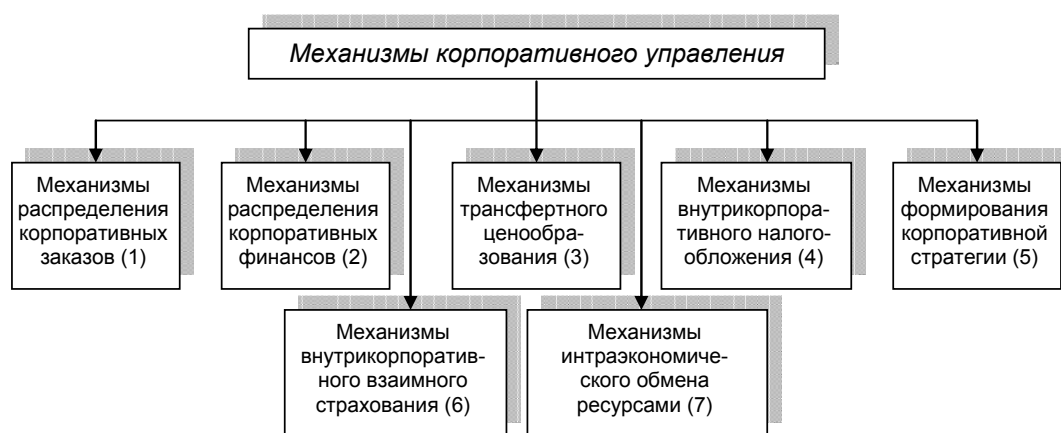 Механизмы корпоративного управления
Механизмы
распределения
корпоративных
заказов (1)
Механизмы
распределения
корпоративных
финансов (2)
Механизмы
трансфертного
ценообра-
зования (3)
Механизмы
внутрикорпора-
тивного налого-
обложения (4)
Механизмы
формирования
корпоративной
стратегии (5)
Механизмы
внутрикорпоратив-
ного взаимного
страхования (6)
Механизмы
интраэкономиче-
ского обмена
ресурсами (7)